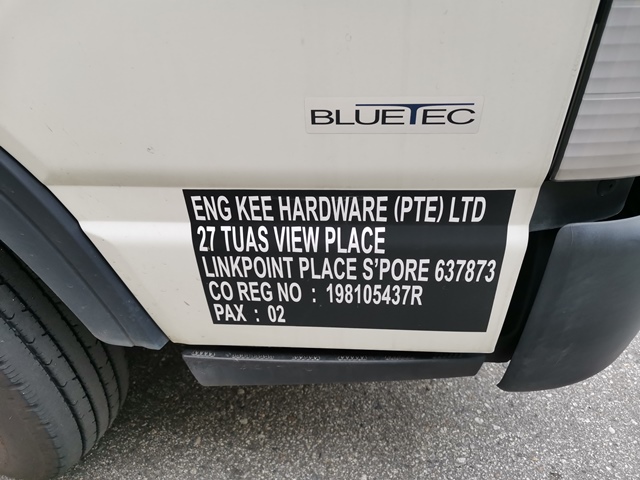 BLUETEC
ENG KEE HARDWARE (PTE) LTD
27 TUAS VIEW PLACE
LINKPOINT PLACE S'PORE 637873
CO REG NO : 198105437R
PAX : 02